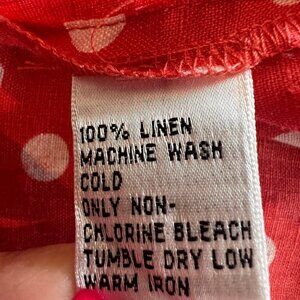 100% LINEN
MACHINE WASH
COLD
ONLY NON-
CHLORINE BLEACH
TUMBLE DRY LOW
WARM IRON